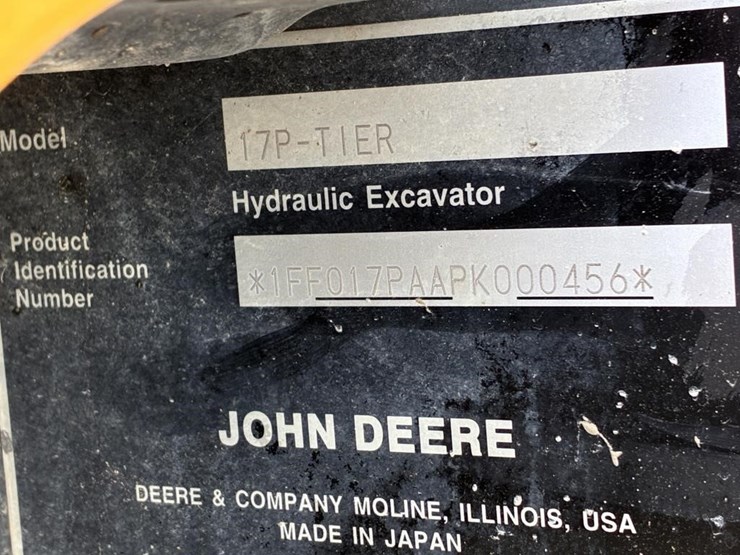 Model
17P-TIER
Hydraulic Excavator
Product
Identification
Number
*1FF017PAAPK000456*
JOHN DEERE
DEERE & COMPANY MOLINE, ILLINOIS, USA
MADE IN JAPAN